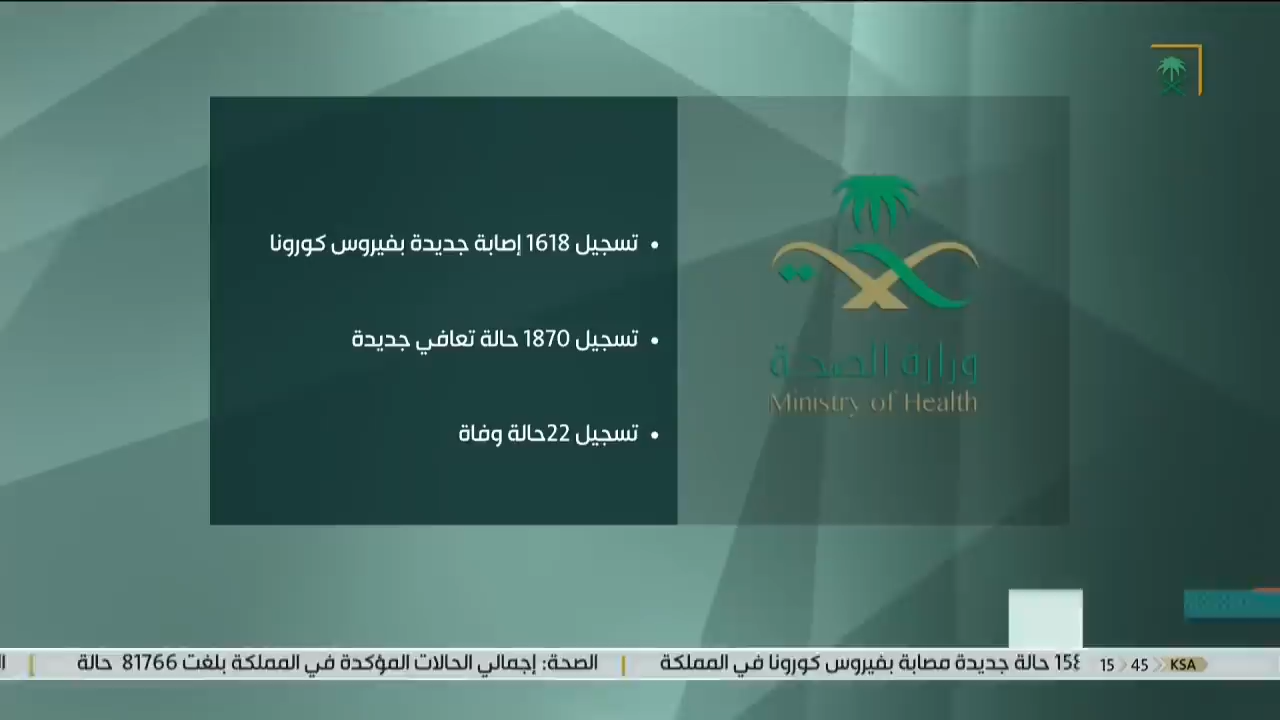 وزارة الصحة
Ministry of Health
• تسجيل 1618 إصابة جديدة بفيروس كورونا
• تسجيل 1870 حالة تعافي جديدة
• تسجيل 22حالة وفاة
KSA 15 45
حالة جديدة مصابة بفيروس كورونا في المملكة | الصحة: إجمالي الحالات المؤكدة في المملكة بلغت 81766 حالة |